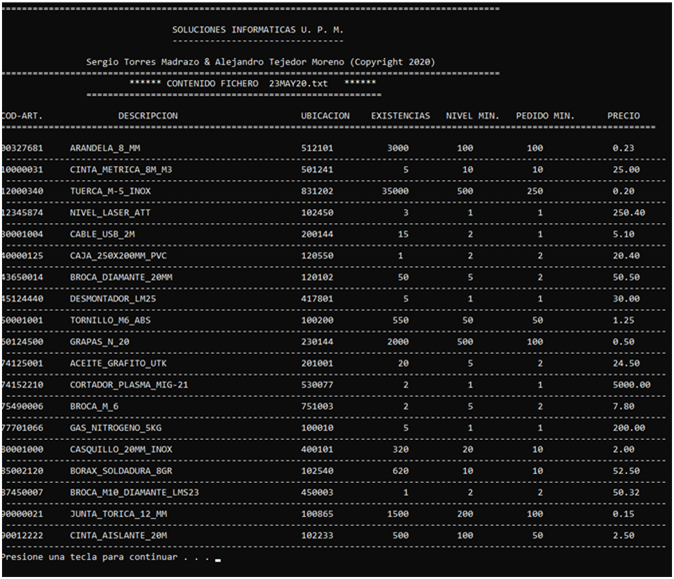 SOLUCIONES INFORMATICAS U. P. M.
Sergio Torres Madrazo & Alejandro Tejedor Moreno (Copyright 2020)
****** CONTENIDO FICHERO 23MAY20.txt ******
COD-ART. DESCRIPCION UBICACION EXISTENCIAS NIVEL MIN. PEDIDO MIN. PRECIO
00327681 ARANDELA_8_MM 512101 3000 100 100 0.23
10000031 CINTA_METRICA_8M_M3 501241 5 10 10 25.00
12000340 TUERCA_M-5_INOX 831202 35000 500 250 0.20
12345874 NIVEL_LASER_ATT 102450 3 1 1 250.40
30001004 CABLE_USB_2M 200144 15 2 1 5.10
40000125 CAJA_250X200MM_PVC 120550 1 2 2 20.40
43650014 BROCA_DIAMANTE_20MM 120102 50 5 2 50.50
45124440 DESMONTADOR_LM25 417801 5 1 1 30.00
50001001 TORNILLO_M6_ABS 100200 550 50 50 1.25
60124500 GRAPAS_N_20 230144 2000 500 100 0.50
74125001 ACEITE_GRAFITO_UTK 201001 20 5 2 24.50
74152210 CORTADOR_PLASMA_MIG-21 530077 2 1 1 5000.00
75490006 BROCA_M_6 751003 2 5 2 7.80
77701066 GAS_NITROGENO_5KG 100010 5 1 1 200.00
80001000 CASQUILLO_20MM_INOX 400101 320 20 10 2.00
85002120 BORAX_SOLDADURA_8GR 102540 620 10 10 52.50
87450007 BROCA_M10_DIAMANTE_LMS23 450003 1 2 2 50.32
90000021 JUNTA_TORICA_12_MM 100865 1500 200 100 0.15
90012222 CINTA_AISLANTE_20M 102233 500 100 50 2.50
Presione una tecla para continuar . . .